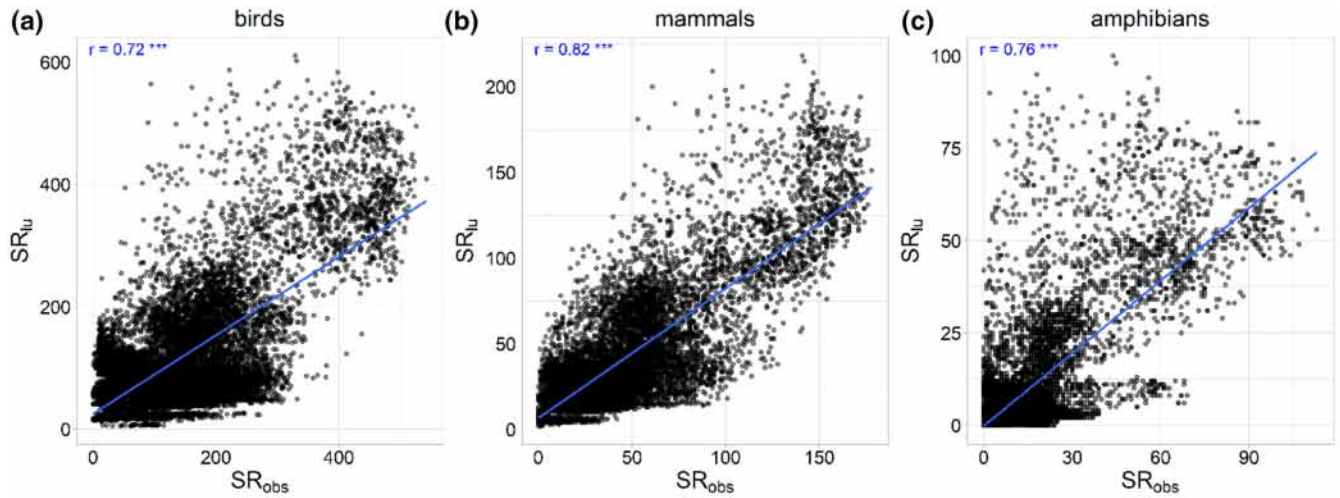 (a) birds
r = 0.72 ***
600
400
200
0
SRlu
0 200 400
SRobs
(b) mammals
r = 0.82 ***
200
150
100
50
0
SRlu
0 50 100 150
SRobs
(c) amphibians
r = 0.76 ***
100
75
50
25
0
SRlu
0 30 60 90
SRobs